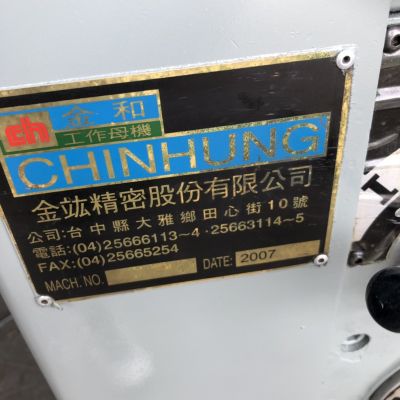 ch 金和
工作母機
CHINHUNG
金竑精密股份有限公司
公司:台中縣大雅鄉田心街10號
電話:(04)25666113~4·25663114~5
FAX:(04)25665254
MACH. NO. DATE: 2007